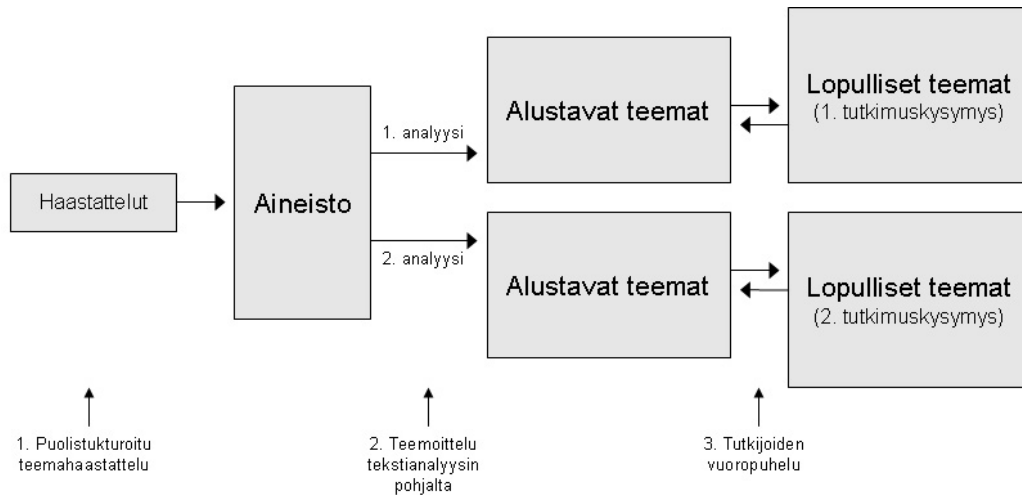 Haastattelut
Aineisto
1. analyysi
2. analyysi
Alustavat teemat
Lopulliset teemat
(1. tutkimuskysymys)
Alustavat teemat
Lopulliset teemat
(2. tutkimuskysymys)
1. Puolistukturoitu
teemahaastattelu
2. Teemoittelu
tekstianalyysin
pohjalta
3. Tutkijoiden
vuoropuhelu